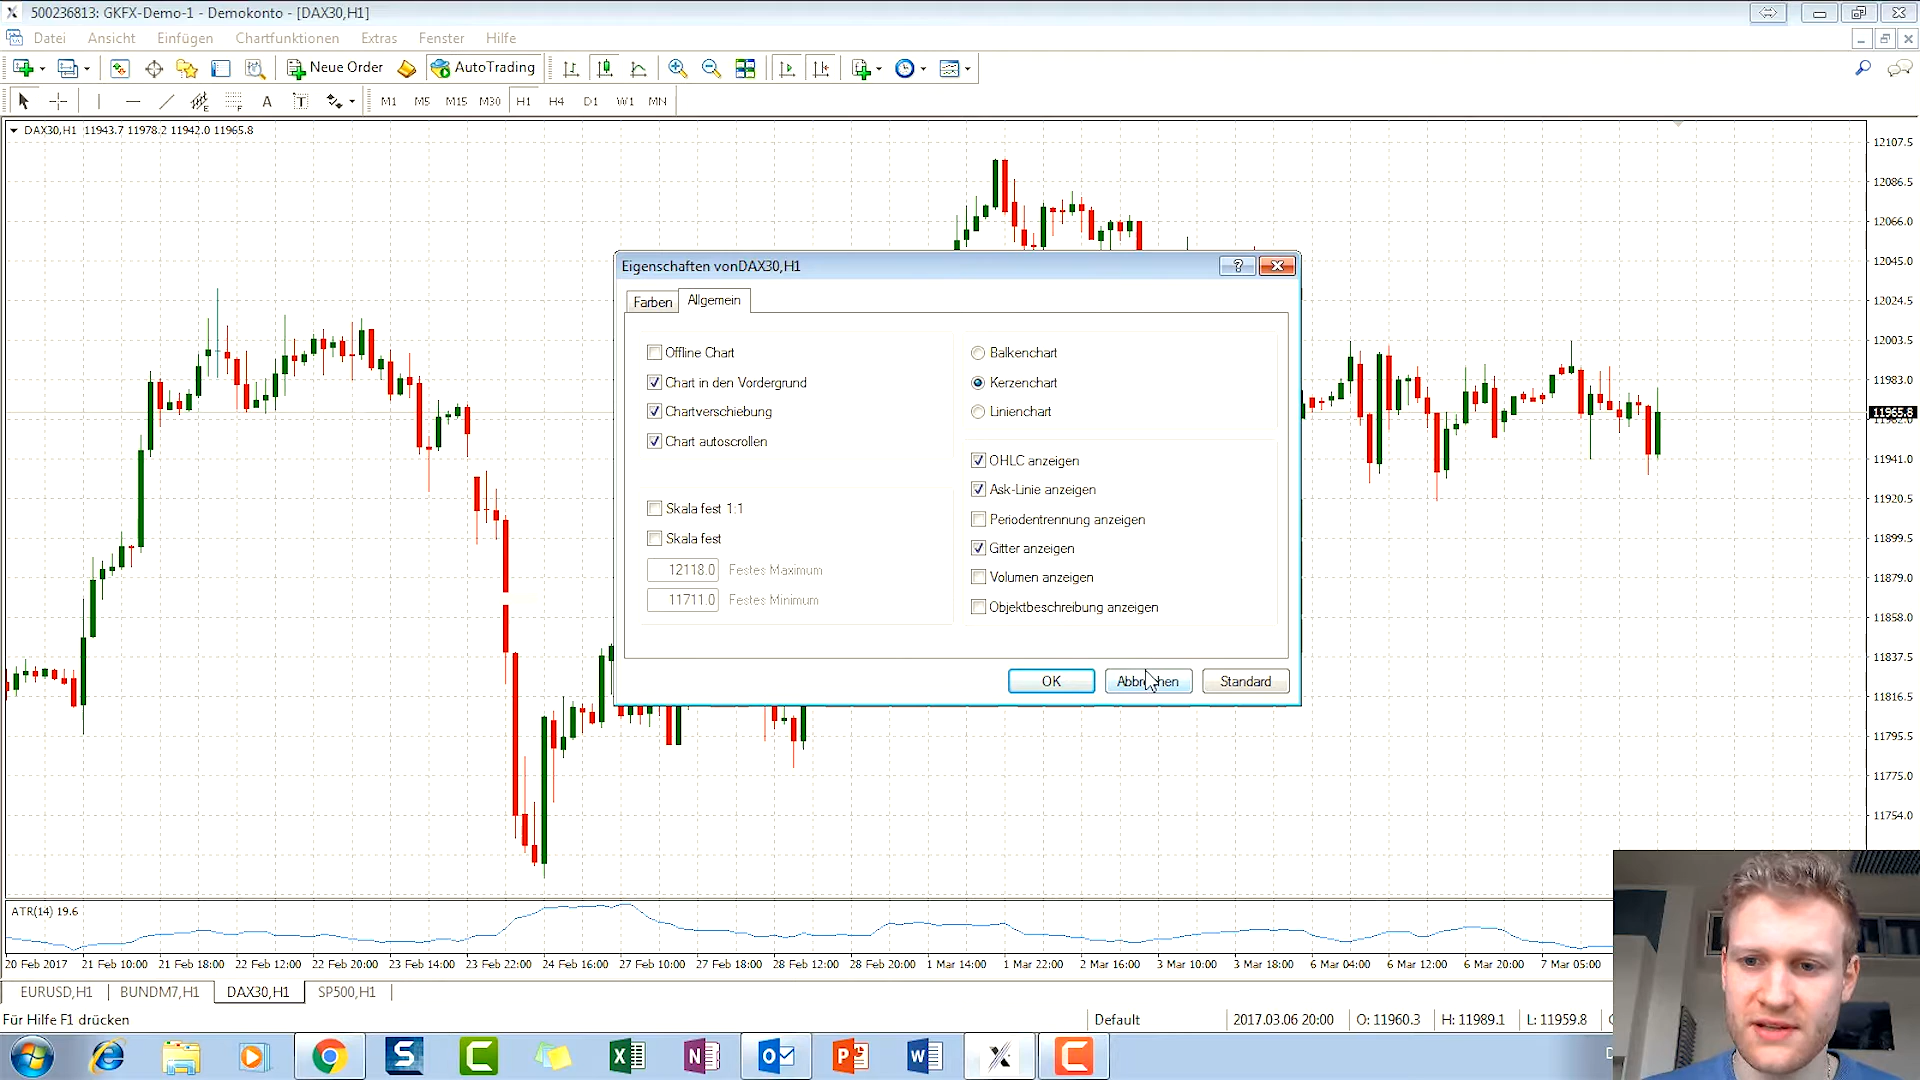 500236813: GKFX-Demo-1 - Demokonto - [DAX30,H1]
Datei Ansicht Einfügen Chartfunktionen Extras Fenster Hilfe
Neue Order AutoTrading
A T M1 M5 M15 M30 H1 H4 D1 W1 MN
DAX30,H1 11943.7 11978.2 11942.0 11965.8
12107.5
12086.5
12066.0
12045.0
12024.5
12003.5
11983.0
11965.8
11962.0
11941.0
11920.5
11899.5
11879.0
11858.0
11837.5
11816.5
11795.5
11775.0
11754.0
Eigenschaften vonDAX30,H1
Farben Allgemein
Offline Chart
Chart in den Vordergrund
Chartverschiebung
Chart autoscrollen
Skala fest 1:1
Skala fest
12118.0 Festes Maximum
11711.0 Festes Minimum
Balkenchart
Kerzenchart
Linienchart
OHLC anzeigen
Ask-Linie anzeigen
Periodentrennung anzeigen
Gitter anzeigen
Volumen anzeigen
Objektbeschreibung anzeigen
OK Standard
ATR(14) 19.6
20 Feb 2017 21 Feb 10:00 21 Feb 18:00 22 Feb 12:00 22 Feb 20:00 23 Feb 14:00 23 Feb 22:00 24 Feb 16:00 27 Feb 10:00 27 Feb 18:00 28 Feb 12:00 28 Feb 20:00 1 Mar 14:00 1 Mar 22:00 2 Mar 16:00 3 Mar 10:00 3 Mar 18:00 6 Mar 04:00 6 Mar 12:00 6 Mar 20:00 7 Mar 05:00
EURUSD,H1 BUNDM7,H1 DAX30,H1 SP500,H1
Für Hilfe F1 drücken Default 2017.03.06 20:00 O: 11960.3 H: 11989.1 L: 11959.8